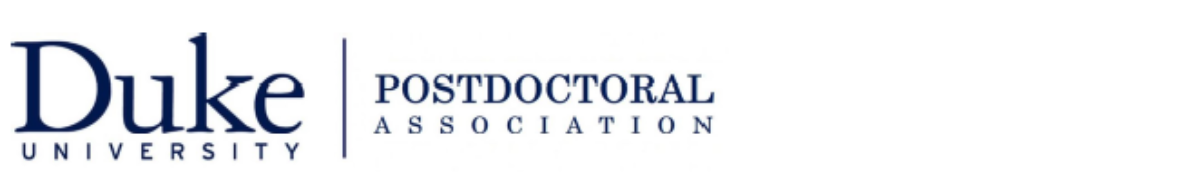 Duke
UNIVERSITY
POSTDOCTORAL
ASSOCIATION